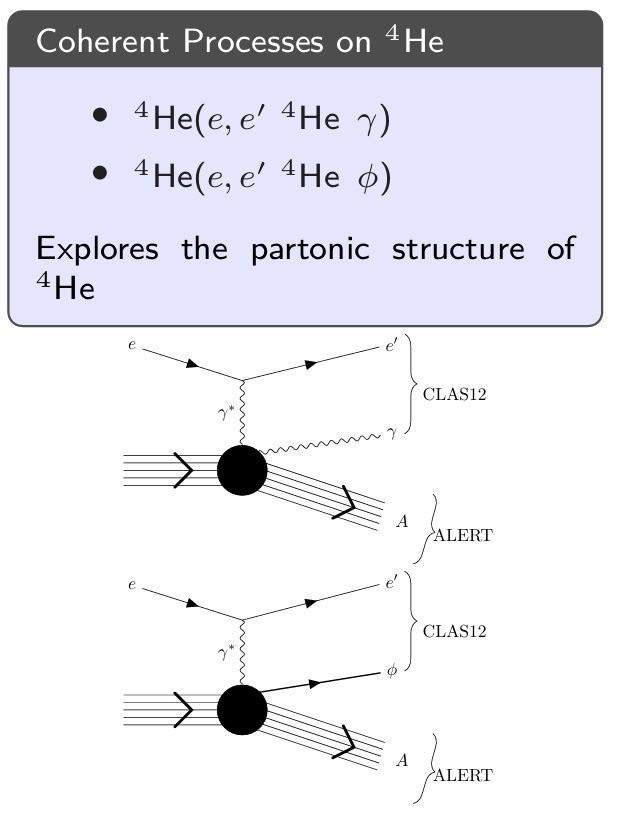 Coherent Processes on ⁴He
• ⁴He(e, e′ ⁴He γ)
• ⁴He(e, e′ ⁴He ϕ)
Explores the partonic structure of
⁴He
e
e′
CLAS12
γ*
γ
A
ALERT
e
e′
CLAS12
γ*
ϕ
A
ALERT